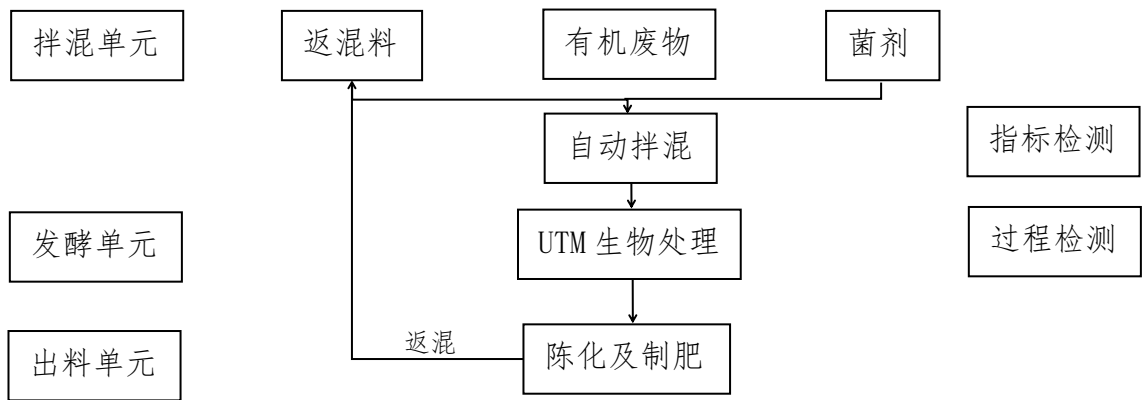 拌混单元
返混料
有机废物
菌剂
自动拌混
指标检测
发酵单元
UTM 生物处理
过程检测
返混
出料单元
陈化及制肥